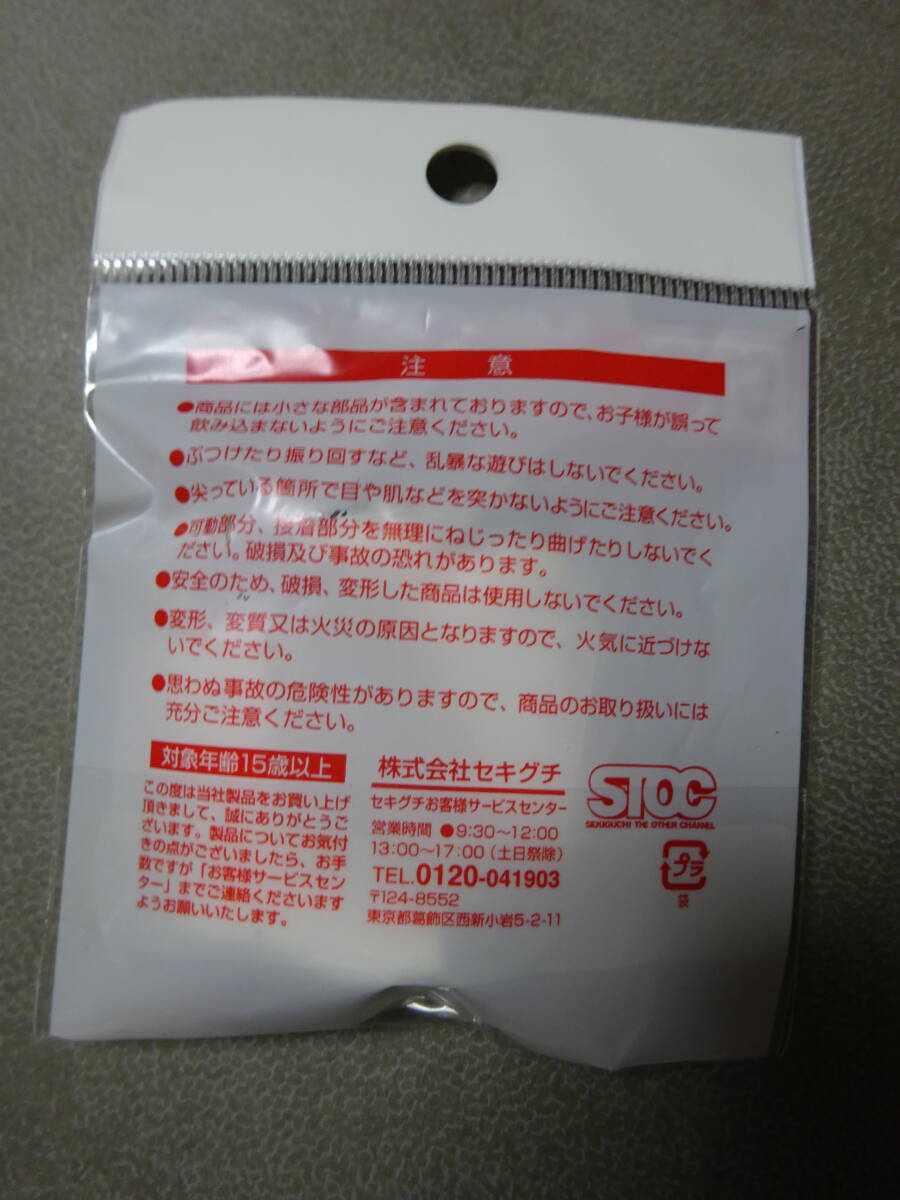 注意
●商品には小さな部品が含まれておりますので、お子様が誤って
飲み込まないようにご注意ください。
●ぶつけたり振り回すなど、乱暴な遊びはしないでください。
●尖っている箇所で目や肌などを突かないようにご注意ください。
●可動部分、接着部分を無理にねじったり曲げたりしないでく
ださい。破損及び事故の恐れがあります。
●安全のため、破損、変形した商品は使用しないでください。
●変形、変質又は火災の原因となりますので、火気に近づけな
いでください。
●思わぬ事故の危険性がありますので、商品のお取り扱いには
充分ご注意ください。
対象年齢15歳以上
この度は当社製品をお買い上げ
頂きまして、誠にありがとうご
ざいます。製品についてお気付
きの点がございましたら、お手
数ですが「お客様サービスセン
ター」までご連絡くださいます
ようお願いいたします。
株式会社セキグチ
セキグチお客様サービスセンター
営業時間 ●9:30～12:00
13:00～17:00（土日祭除）
TEL.0120-041903
〒124-8552
東京都葛飾区西新小岩5-2-11
STOC
SEKIGUCHI THE OTHER CHANNEL
プラ
袋